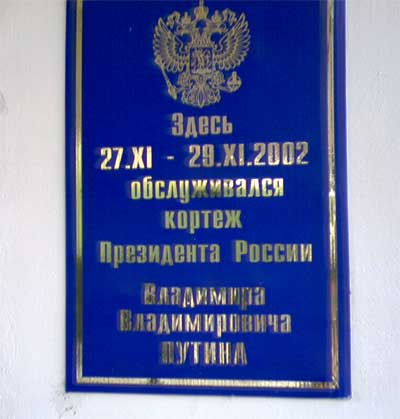 Здесь
27.XI - 29.XI.2002
обслуживался
кортеж
Президента России
Владимира
Владимировича
ПУТИНА